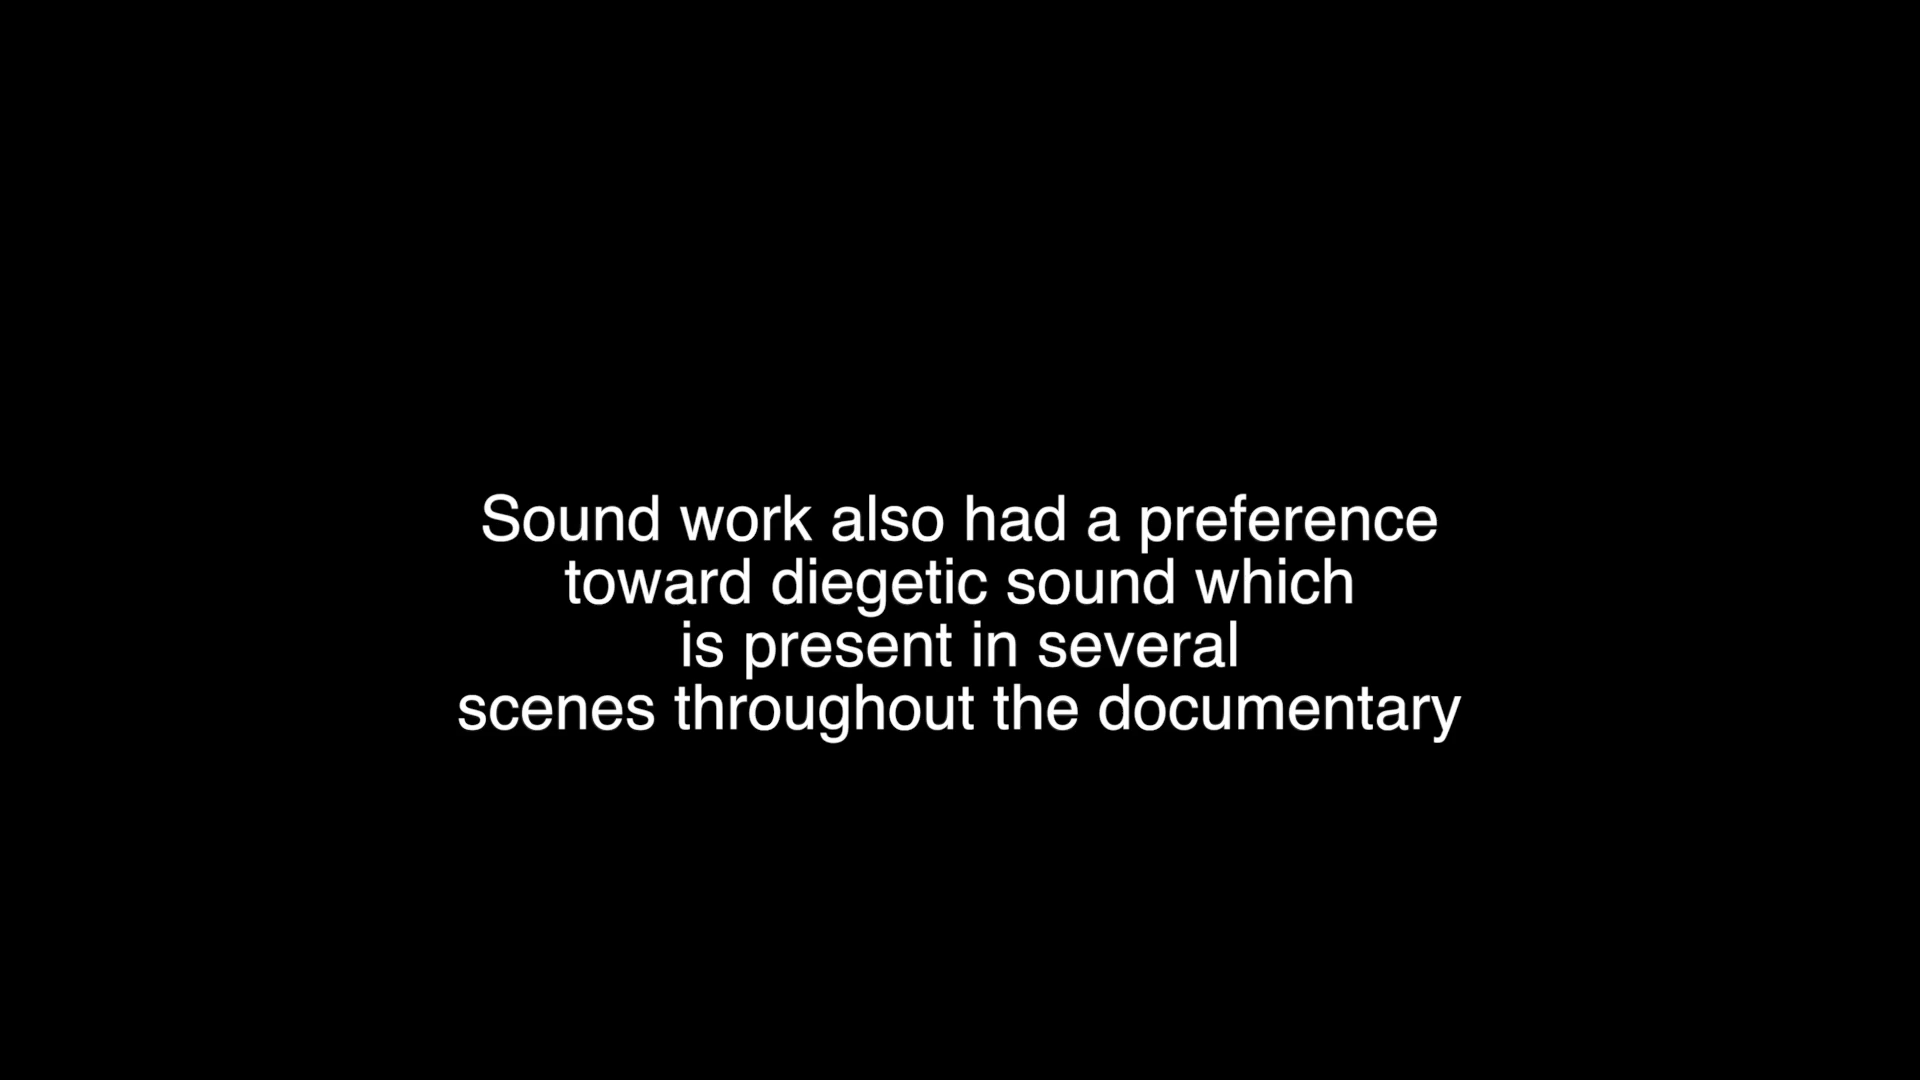 Sound work also had a preference
toward diegetic sound which
is present in several
scenes throughout the documentary